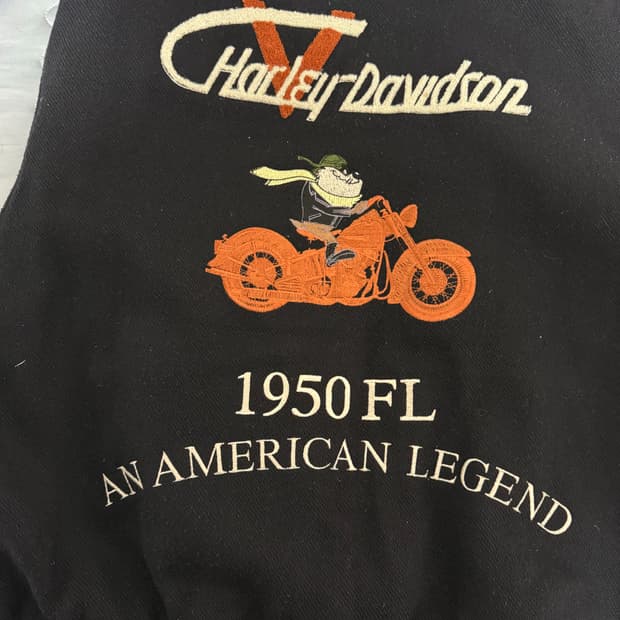 V
Harley-Davidson
1950 FL
AN AMERICAN LEGEND